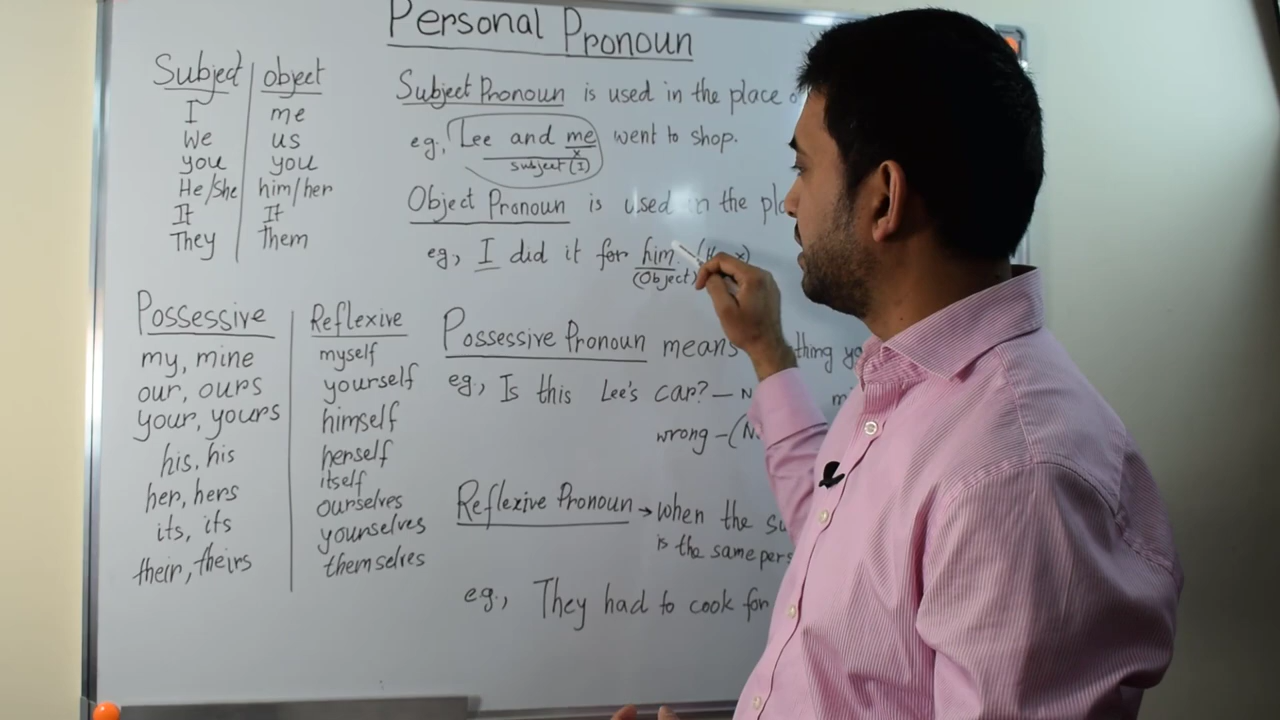 Personal Pronoun
Subject object
I me
We us
you you
He/She him/her
It It
They Them
Subject Pronoun is used in the place
eg., Lee and me went to shop.
x
subject (I)
Object Pronoun is used in the
eg, I did it for him. x)
(Object)
Possessive Reflexive
my, mine myself
our, ours yourself
your, yours himself
his, his herself
her, hers itself
its, its ourselves
their, theirs younselves
themselves
Possessive Pronoun means
eg, Is this Lee's car? –
wrong – (
Reflexive Pronoun → when the
is the same
eg., They had to cook for